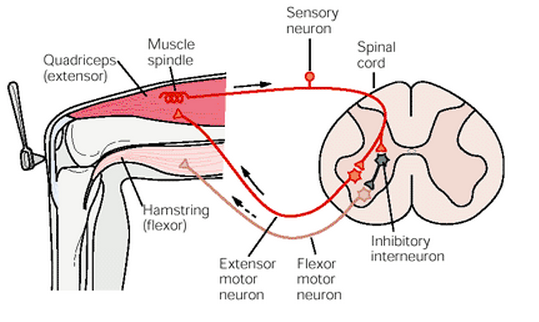 Sensory
neuron
Muscle
spindle
Quadriceps
(extensor)
Spinal
cord
Hamstring
(flexor)
Inhibitory
interneuron
Extensor
motor
neuron
Flexor
motor
neuron